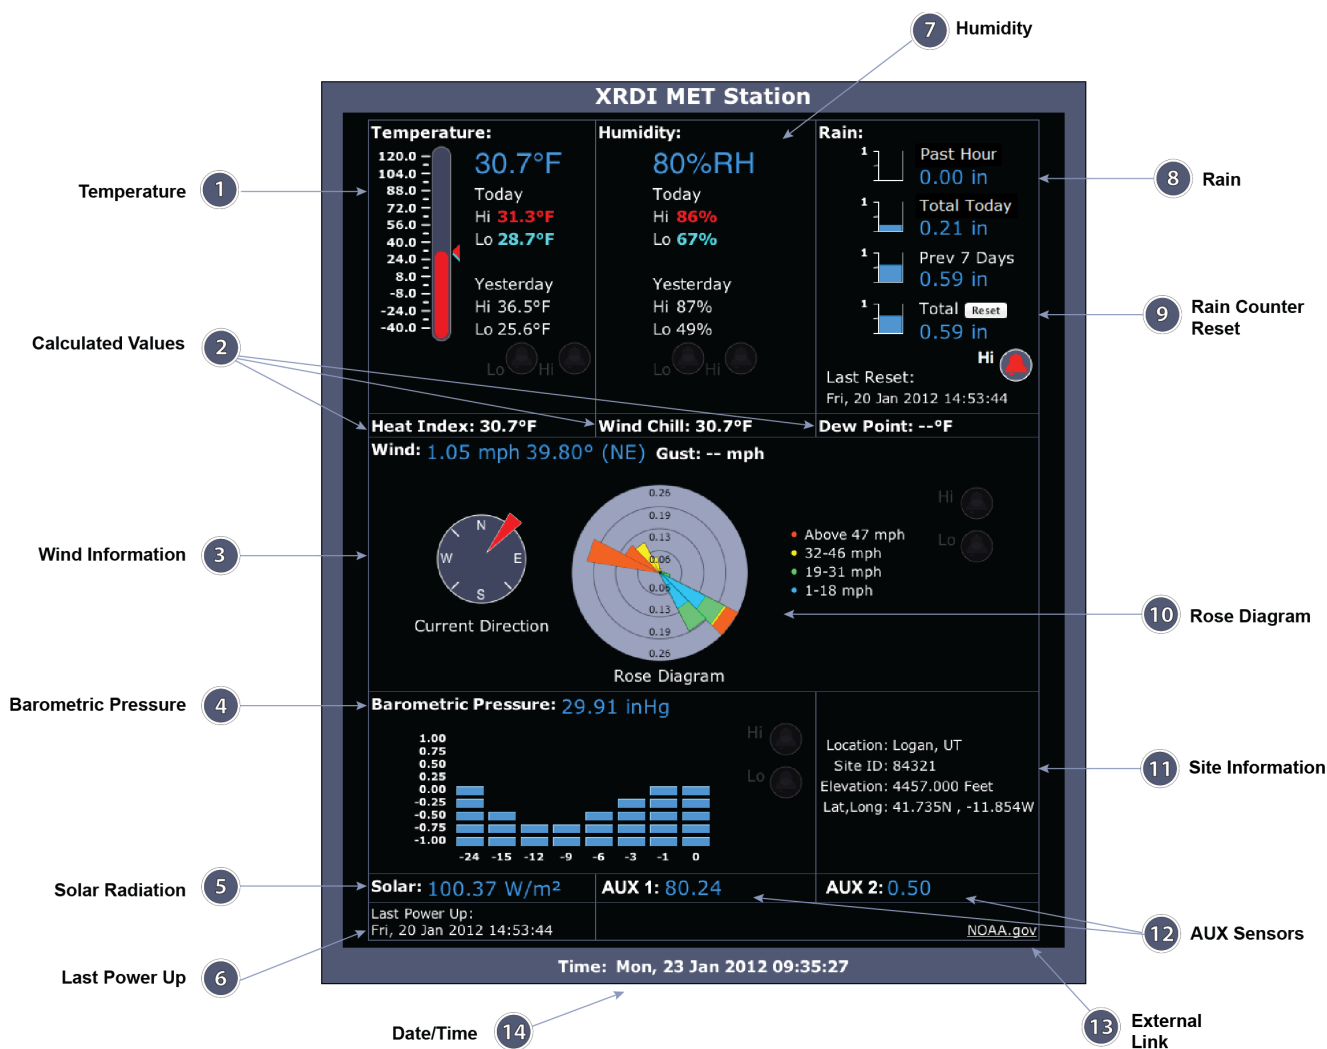 7 Humidity
XRDI MET Station
Temperature:
120.0
104.0
88.0
72.0
56.0
40.0
24.0
8.0
-8.0
-24.0
-40.0
30.7°F
Today
Hi 31.3°F
Lo 28.7°F
Yesterday
Hi 36.5°F
Lo 25.6°F
Lo Hi
Humidity:
80%RH
Today
Hi 86%
Lo 67%
Yesterday
Hi 87%
Lo 49%
Lo Hi
Rain:
1 Past Hour
0.00 in
1 Total Today
0.21 in
1 Prev 7 Days
0.59 in
1 Total Reset
0.59 in
Hi
Last Reset:
Fri, 20 Jan 2012 14:53:44
Temperature 1
8 Rain
9 Rain Counter
Reset
Calculated Values 2
Heat Index: 30.7°F
Wind Chill: 30.7°F
Dew Point: --°F
Wind: 1.05 mph 39.80° (NE) Gust: -- mph
Wind Information 3
N
W E
S
Current Direction
0.26
0.19
0.13
0.06
0.06
0.13
0.19
0.26
Rose Diagram
Above 47 mph
32-46 mph
19-31 mph
1-18 mph
Hi
Lo
10 Rose Diagram
Barometric Pressure 4
Barometric Pressure: 29.91 inHg
1.00
0.75
0.50
0.25
0.00
-0.25
-0.50
-0.75
-1.00
-24 -15 -12 -9 -6 -3 -1 0
Hi
Lo
Location: Logan, UT
Site ID: 84321
Elevation: 4457.000 Feet
Lat,Long: 41.735N , -11.854W
11 Site Information
Solar Radiation 5
Solar: 100.37 W/m²
AUX 1: 80.24
AUX 2: 0.50
Last Power Up:
Fri, 20 Jan 2012 14:53:44
NOAA.gov
12 AUX Sensors
Last Power Up 6
Time: Mon, 23 Jan 2012 09:35:27
Date/Time 14
13 External
Link